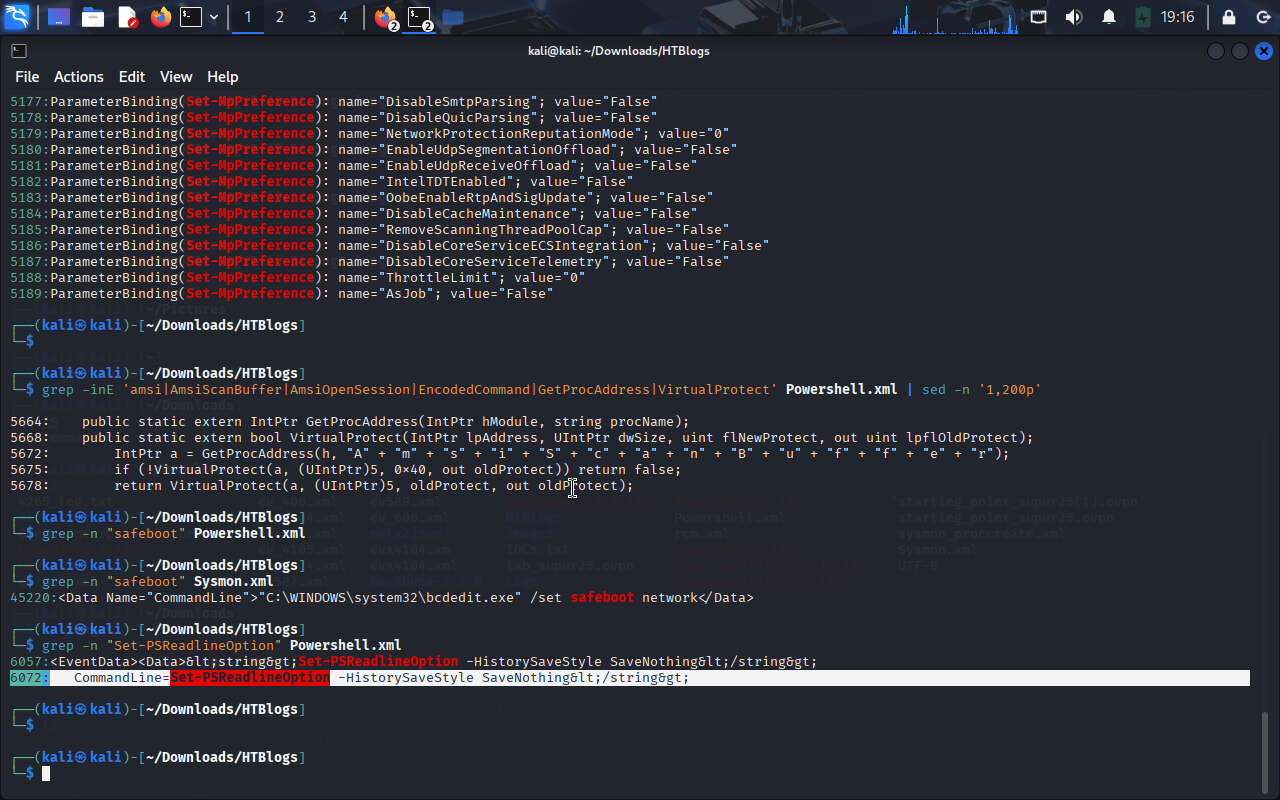 1 2 3 4 2 2 19:16
kali@kali: ~/Downloads/HTBlogs
File Actions Edit View Help
5177:ParameterBinding(Set-MpPreference): name="DisableSmtpParsing"; value="False"
5178:ParameterBinding(Set-MpPreference): name="DisableQuicParsing"; value="False"
5179:ParameterBinding(Set-MpPreference): name="NetworkProtectionReputationMode"; value="0"
5180:ParameterBinding(Set-MpPreference): name="EnableUdpSegmentationOffload"; value="False"
5181:ParameterBinding(Set-MpPreference): name="EnableUdpReceiveOffload"; value="False"
5182:ParameterBinding(Set-MpPreference): name="IntelTDTEnabled"; value="False"
5183:ParameterBinding(Set-MpPreference): name="OobeEnableRtpAndSigUpdate"; value="False"
5184:ParameterBinding(Set-MpPreference): name="DisableCacheMaintenance"; value="False"
5185:ParameterBinding(Set-MpPreference): name="RemoveScanningThreadPoolCap"; value="False"
5186:ParameterBinding(Set-MpPreference): name="DisableCoreServiceECSIntegration"; value="False"
5187:ParameterBinding(Set-MpPreference): name="DisableCoreServiceTelemetry"; value="False"
5188:ParameterBinding(Set-MpPreference): name="ThrottleLimit"; value="0"
5189:ParameterBinding(Set-MpPreference): name="AsJob"; value="False"
┌──(kali㉿kali)-[~/Downloads/HTBlogs]
└─$
┌──(kali㉿kali)-[~/Downloads/HTBlogs]
└─$ grep -inE 'amsi|AmsiScanBuffer|AmsiOpenSession|EncodedCommand|GetProcAddress|VirtualProtect' Powershell.xml | sed -n '1,200p'
5664:    public static extern IntPtr GetProcAddress(IntPtr hModule, string procName);
5668:    public static extern bool VirtualProtect(IntPtr lpAddress, UIntPtr dwSize, uint flNewProtect, out uint lpflOldProtect);
5672:        IntPtr a = GetProcAddress(h, "A" + "m" + "s" + "i" + "S" + "c" + "a" + "n" + "B" + "u" + "f" + "f" + "e" + "r");
5675:        if (!VirtualProtect(a, (UIntPtr)5, 0×40, out oldProtect)) return false;
5678:        return VirtualProtect(a, (UIntPtr)5, oldProtect, out oldProtect);
┌──(kali㉿kali)-[~/Downloads/HTBlogs]
└─$ grep -n "safeboot" Powershell.xml
┌──(kali㉿kali)-[~/Downloads/HTBlogs]
└─$ grep -n "safeboot" Sysmon.xml
45220:<Data Name="CommandLine">"C:\WINDOWS\system32\bcdedit.exe" /set safeboot network</Data>
┌──(kali㉿kali)-[~/Downloads/HTBlogs]
└─$ grep -n "Set-PSReadlineOption" Powershell.xml
6057:<EventData><Data>&lt;string&gt;Set-PSReadlineOption -HistorySaveStyle SaveNothing&lt;/string&gt;
6072:   CommandLine=Set-PSReadlineOption -HistorySaveStyle SaveNothing&lt;/string&gt;
┌──(kali㉿kali)-[~/Downloads/HTBlogs]
└─$
┌──(kali㉿kali)-[~/Downloads/HTBlogs]
└─$